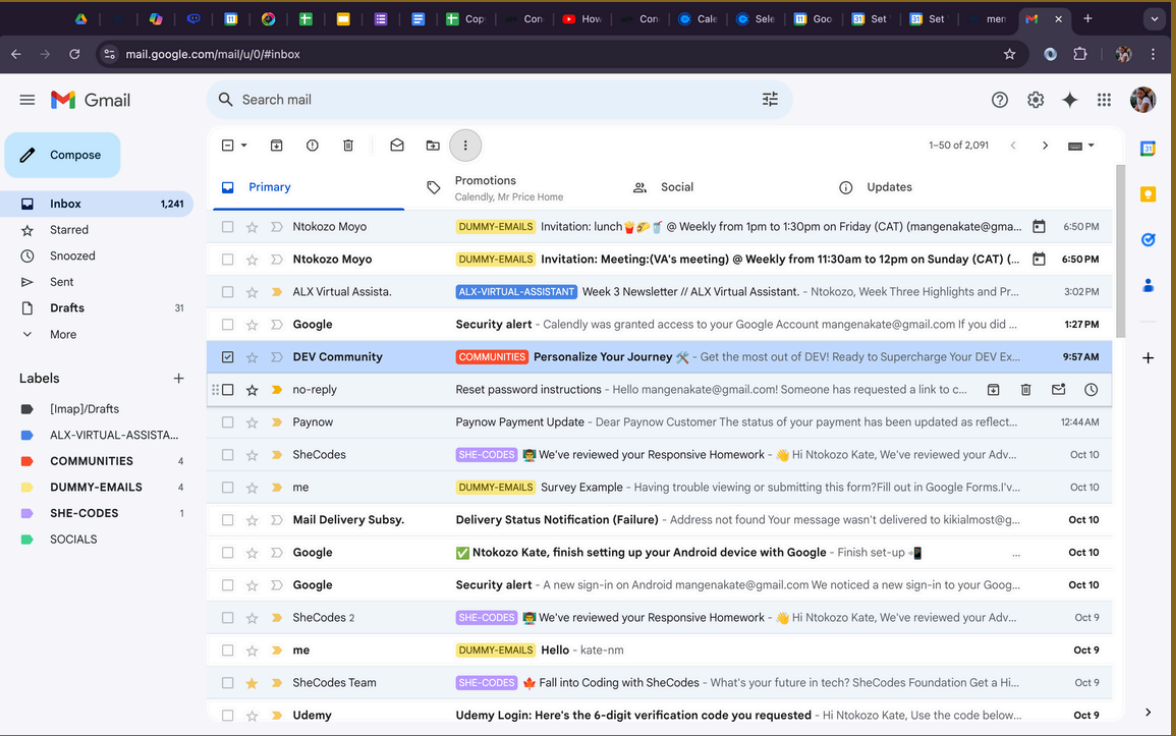 Cop
Con
How
Con
Cale
Sele
Goo
Set
Set
men
mail.google.com/mail/u/0/#inbox
Gmail
Search mail
Compose
1–50 of 2,091
Inbox 1,241
Starred
Snoozed
Sent
Drafts 31
More
Labels
[Imap]/Drafts
ALX-VIRTUAL-ASSISTA...
COMMUNITIES 4
DUMMY-EMAILS 4
SHE-CODES 1
SOCIALS
Primary
Promotions
Calendly, Mr Price Home
Social
Updates
Ntokozo Moyo DUMMY-EMAILS Invitation: lunch🍟🌮🥤 @ Weekly from 1pm to 1:30pm on Friday (CAT) (mangenakate@gma... 6:50 PM
Ntokozo Moyo DUMMY-EMAILS Invitation: Meeting:(VA's meeting) @ Weekly from 11:30am to 12pm on Sunday (CAT) (... 6:50 PM
ALX Virtual Assista. ALX-VIRTUAL-ASSISTANT Week 3 Newsletter // ALX Virtual Assistant. - Ntokozo, Week Three Highlights and Pr... 3:02 PM
Google Security alert - Calendly was granted access to your Google Account mangenakate@gmail.com If you did ... 1:27 PM
DEV Community COMMUNITIES Personalize Your Journey 🛠️ - Get the most out of DEV! Ready to Supercharge Your DEV Ex... 9:57 AM
no-reply Reset password instructions - Hello mangenakate@gmail.com! Someone has requested a link to c...
Paynow Paynow Payment Update - Dear Paynow Customer The status of your payment has been updated as reflect... 12:44 AM
SheCodes SHE-CODES 👨‍🏫 We've reviewed your Responsive Homework - 👋 Hi Ntokozo Kate, We've reviewed your Adv... Oct 10
me DUMMY-EMAILS Survey Example - Having trouble viewing or submitting this form?Fill out in Google Forms.I'v... Oct 10
Mail Delivery Subsy. Delivery Status Notification (Failure) - Address not found Your message wasn't delivered to kikialmost@g... Oct 10
Google ✅ Ntokozo Kate, finish setting up your Android device with Google - Finish set-up 📲 ... Oct 10
Google Security alert - A new sign-in on Android mangenakate@gmail.com We noticed a new sign-in to your Goog... Oct 10
SheCodes 2 SHE-CODES 👨‍🏫 We've reviewed your Responsive Homework - 👋 Hi Ntokozo Kate, We've reviewed your Adv... Oct 9
me DUMMY-EMAILS Hello - kate-nm Oct 9
SheCodes Team SHE-CODES 🍁 Fall into Coding with SheCodes - What's your future in tech? SheCodes Foundation Get a Hi... Oct 9
Udemy Udemy Login: Here's the 6-digit verification code you requested - Hi Ntokozo Kate, Use the code below... Oct 9